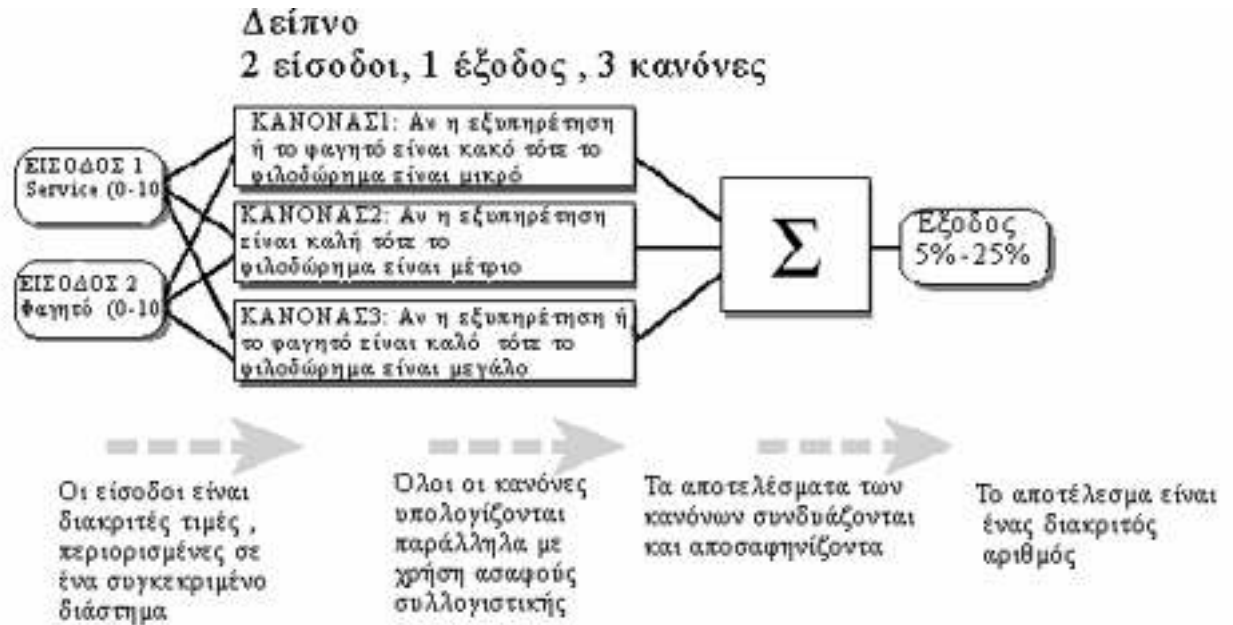 Δείπνο
2 είσοδοι, 1 έξοδος , 3 κανόνες
ΕΙΣΟΔΟΣ 1
Service (0-10
ΕΙΣΟΔΟΣ 2
Φαγητό (0-10
ΚΑΝΟΝΑΣ1: Αν η εξυπηρέτηση
ή το φαγητό είναι κακό τότε το
φιλοδώρημα είναι μικρό
ΚΑΝΟΝΑΣ2: Αν η εξυπηρέτηση
είναι καλή τότε το
φιλοδώρημα είναι μέτριο
ΚΑΝΟΝΑΣ3: Αν η εξυπηρέτηση ή
το φαγητό είναι καλό τότε το
φιλοδώρημα είναι μεγάλο
Σ
Εξοδος
5%-25%
Οι είσοδοι είναι
διακριτές τιμές ,
περιορισμένες σε
ένα συγκεκριμένο
διάστημα
Όλοι οι κανόνες
υπολογίζονται
παράλληλα με
χρήση ασαφούς
συλλογιστικής
Τα αποτελέσματα των
κανόνων συνδυάζονται
και αποσαφηνίζοντα
Το αποτέλεσμα είναι
ένας διακριτός
αριθμός